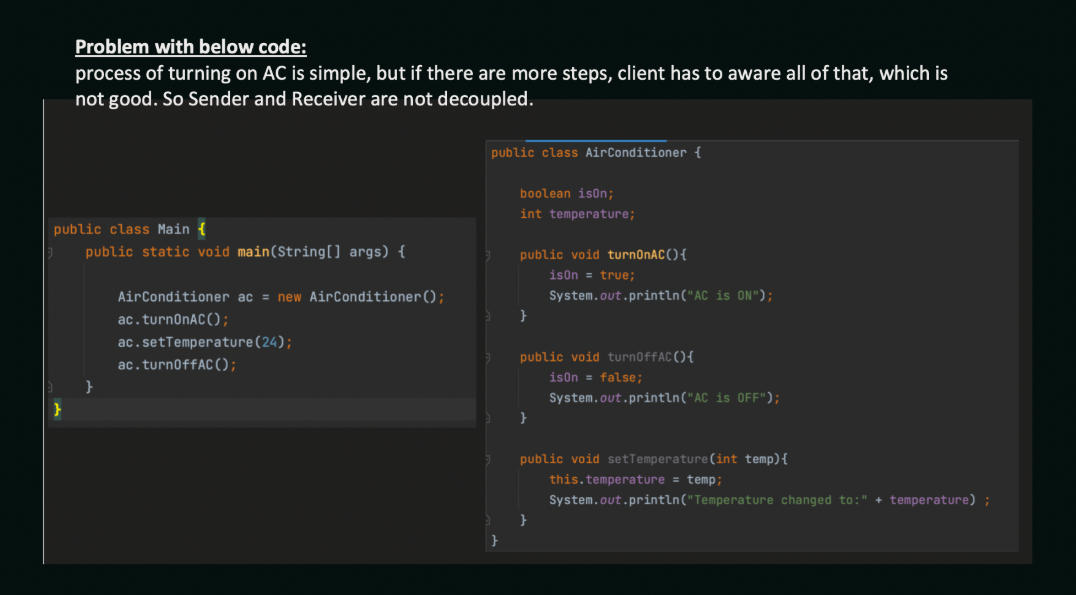 Problem with below code:
process of turning on AC is simple, but if there are more steps, client has to aware all of that, which is
not good. So Sender and Receiver are not decoupled.
public class Main {
public static void main(String[] args) {
AirConditioner ac = new AirConditioner();
ac.turnOnAC();
ac.setTemperature(24);
ac.turnOffAC();
}
}
public class AirConditioner {
boolean isOn;
int temperature;
public void turnOnAC(){
isOn = true;
System.out.println("AC is ON");
}
public void turnOffAC(){
isOn = false;
System.out.println("AC is OFF");
}
public void setTemperature(int temp){
this.temperature = temp;
System.out.println("Temperature changed to:" + temperature) ;
}
}